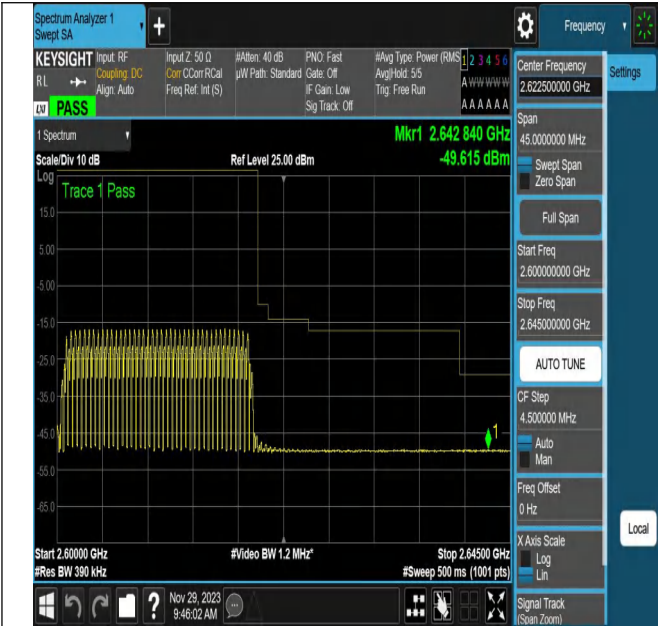 Spectrum Analyzer 1
Swept SA
+
Frequency
KEYSIGHT
RL
LXI
PASS
Input: RF
Coupling: DC
Align: Auto
Input Z: 50 Ω
Corr CCorr RCal
Freq Ref: Int (S)
#Atten: 40 dB
µW Path: Standard
PNO: Fast
Gate: Off
IF Gain: Low
Sig Track: Off
#Avg Type: Power (RMS
Avg|Hold: 5/5
Trig: Free Run
1 2 3 4 5 6
A W W W W W
A A A A A A
1 Spectrum
Scale/Div 10 dB
Ref Level 25.00 dBm
Mkr1 2.642 840 GHz
-49.615 dBm
Log
Trace 1 Pass
15.0
5.00
-5.00
-15.0
-25.0
-35.0
-45.0
-55.0
-65.0
1
Start 2.60000 GHz
#Res BW 390 kHz
#Video BW 1.2 MHz*
Stop 2.64500 GHz
#Sweep 500 ms (1001 pts)
Nov 29, 2023
9:46:02 AM
?
Center Frequency
2.622500000 GHz
Settings
Span
45.0000000 MHz
Swept Span
Zero Span
Full Span
Start Freq
2.600000000 GHz
Stop Freq
2.645000000 GHz
AUTO TUNE
CF Step
4.500000 MHz
Auto
Man
Freq Offset
0 Hz
X Axis Scale
Log
Lin
Local
Signal Track
(Span Zoom)